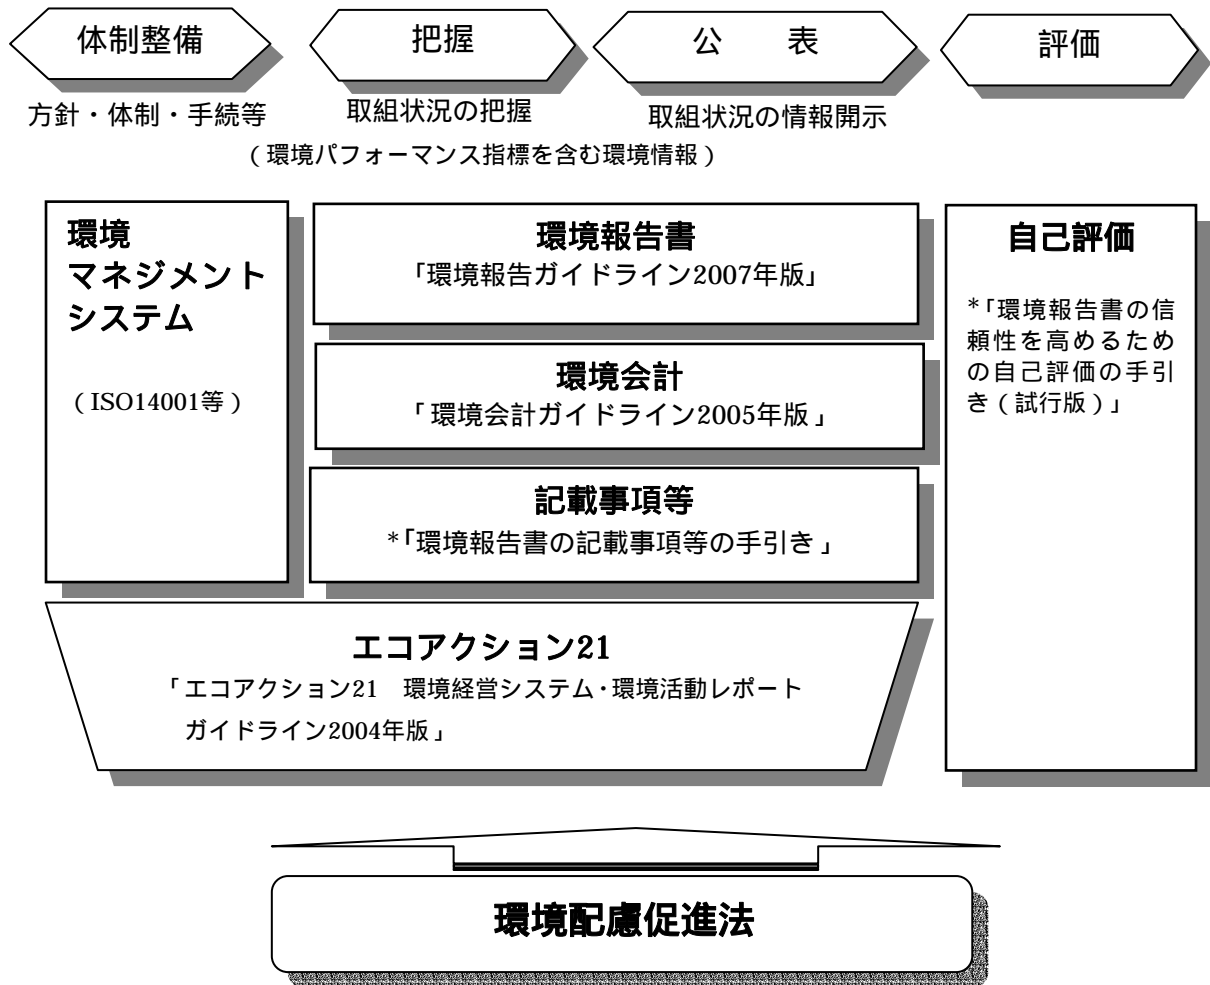 体制整備
把握
公　表
評価
方針・体制・手続等
取組状況の把握
取組状況の情報開示
（環境パフォーマンス指標を含む環境情報）
環境
マネジメント
システム
（ISO14001等）
環境報告書
「環境報告ガイドライン2007年版」
環境会計
「環境会計ガイドライン2005年版」
記載事項等
*「環境報告書の記載事項等の手引き」
自己評価
*「環境報告書の信
頼性を高めるため
の自己評価の手引
き（試行版）」
エコアクション21
「エコアクション21　環境経営システム・環境活動レポート
ガイドライン2004年版」
環境配慮促進法